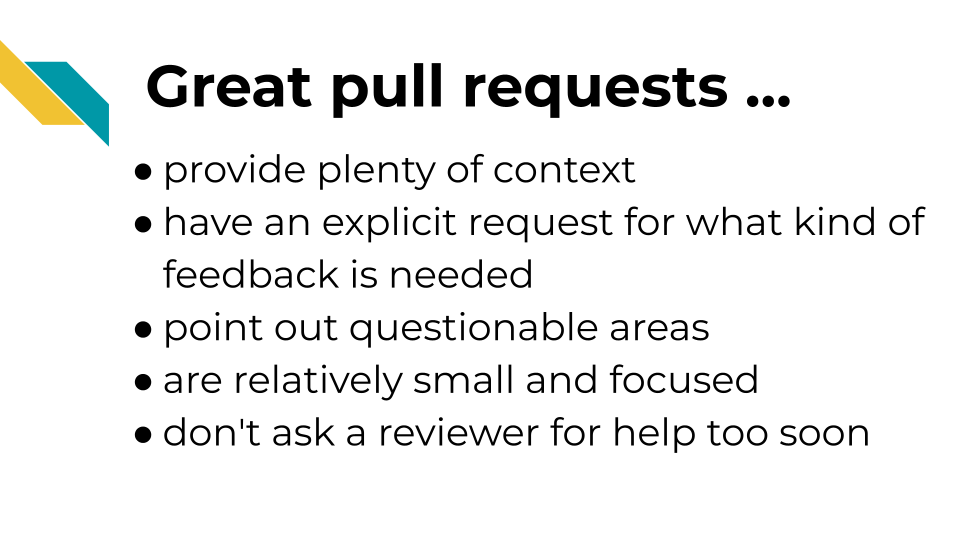 Great pull requests ...
● provide plenty of context
● have an explicit request for what kind of
feedback is needed
● point out questionable areas
● are relatively small and focused
● don't ask a reviewer for help too soon